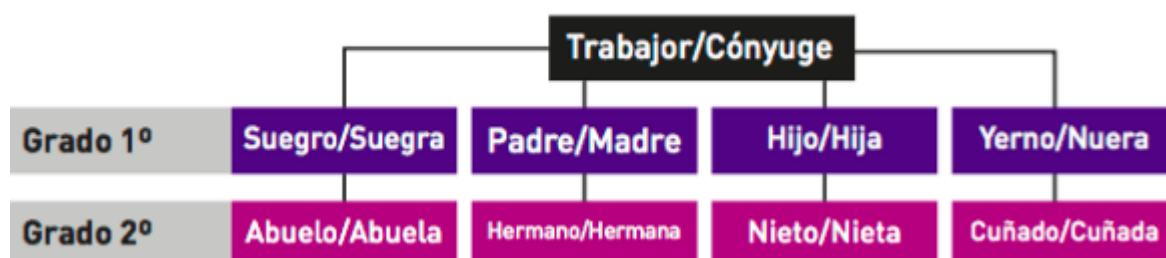 Trabajor/Cónyuge
Grado 1º Suegro/Suegra Padre/Madre Hijo/Hija Yerno/Nuera
Grado 2º Abuelo/Abuela Hermano/Hermana Nieto/Nieta Cuñado/Cuñada